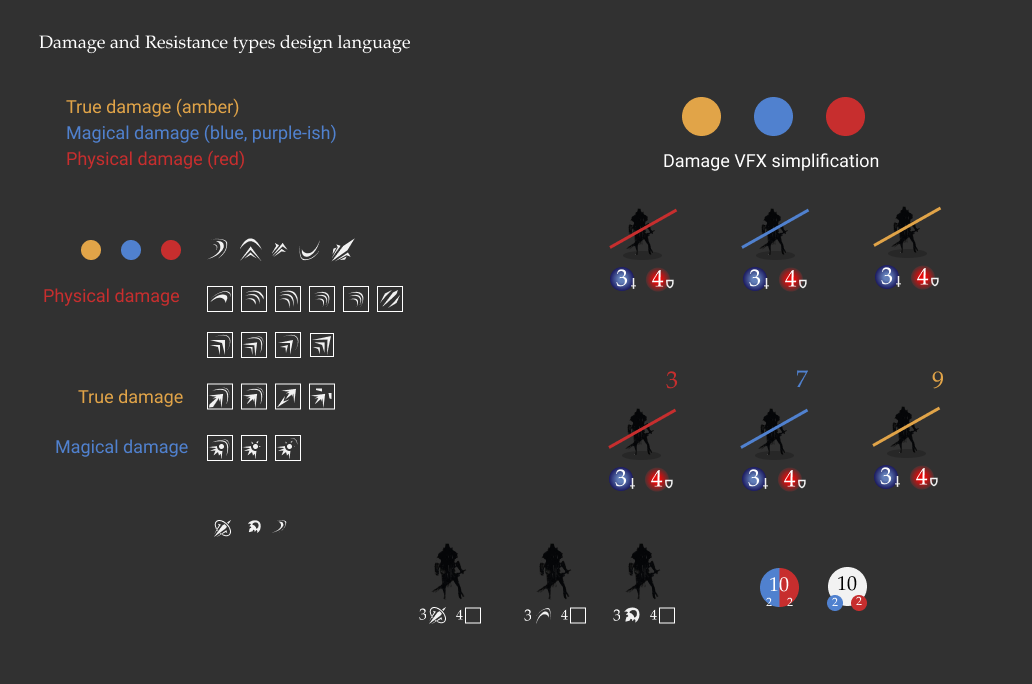 Damage and Resistance types design language
True damage (amber)
Magical damage (blue, purple-ish)
Physical damage (red)
Damage VFX simplification
3 4 3 4 3 4
Physical damage
True damage
Magical damage
3 7 9
3 4 3 4 3 4
3 4 3 4 3 4
10 10
2 2 2 2